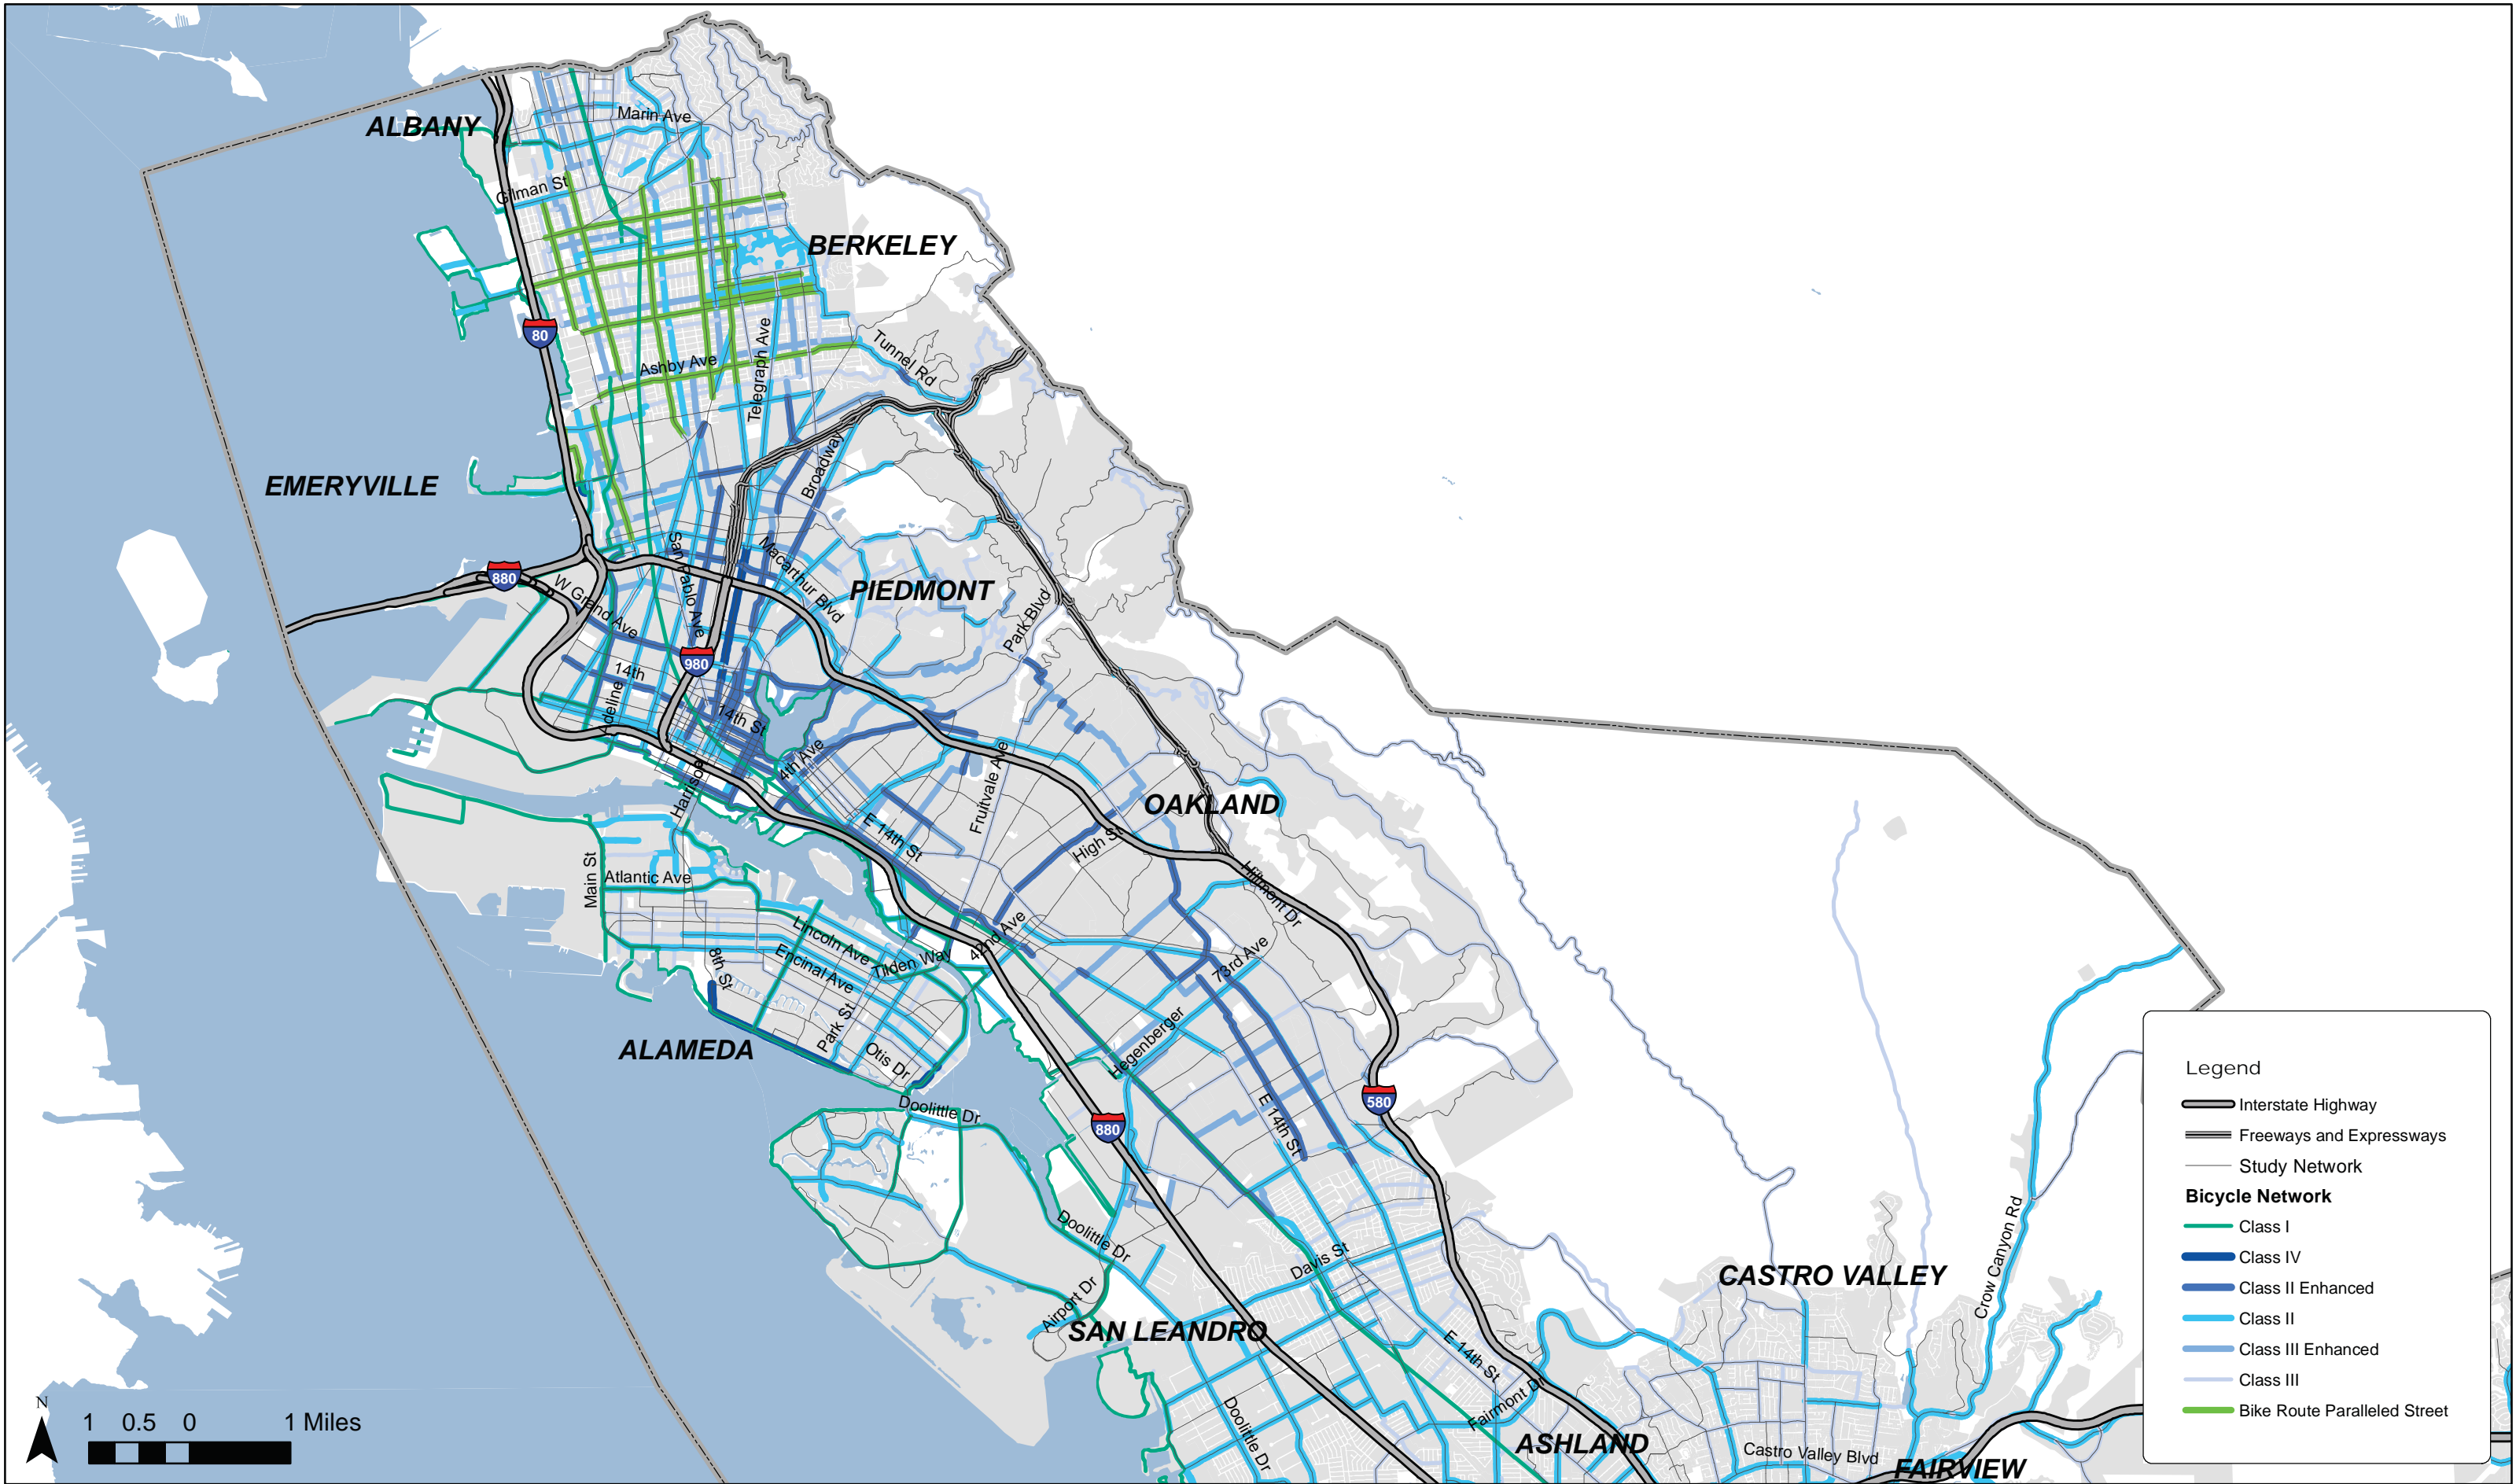 Marin Ave
ALBANY
Gilman St
BERKELEY
80
Ashby Ave
Telegraph Ave
Tunnel Rd
Broadway
EMERYVILLE
880
W Grand Ave
San Pablo Ave
Macarthur Blvd
PIEDMONT
Park Blvd
980
14th
Adeline
14th St
4th Ave
Harrison
Fruitvale Ave
OAKLAND
E 14th St
High St
Main St
Atlantic Ave
Hillmont Dr
Lincoln Ave
42nd Ave
Encinal Ave
Tilden Way
73rd Ave
8th St
Park St
Hegenberger
ALAMEDA
Otis Dr
Doolittle Dr
880
E 14th St
580
Doolittle Dr
Davis St
Airport Dr
SAN LEANDRO
CASTRO VALLEY
Crow Canyon Rd
E 14th St
Fairmont Dr
Doolittle Dr
ASHLAND
Castro Valley Blvd
FAIRVIEW
N
1 0.5 0 1 Miles
Legend
Interstate Highway
Freeways and Expressways
Study Network
Bicycle Network
Class I
Class IV
Class II Enhanced
Class II
Class III Enhanced
Class III
Bike Route Paralleled Street